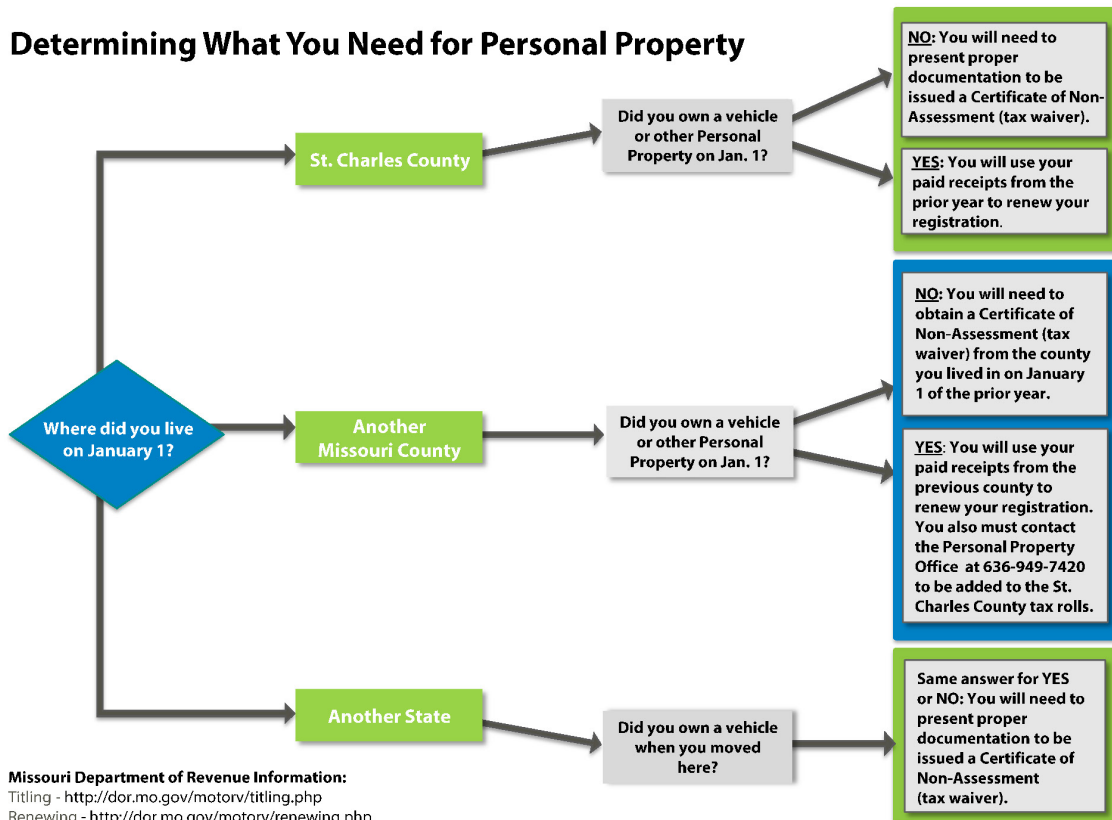 Determining What You Need for Personal Property
Where did you live
on January 1?
St. Charles County
Did you own a vehicle
or other Personal
Property on Jan. 1?
NO: You will need to
present proper
documentation to be
issued a Certificate of Non-
Assessment (tax waiver).
YES: You will use your
paid receipts from the
prior year to renew your
registration.
Another
Missouri County
Did you own a vehicle
or other Personal
Property on Jan. 1?
NO: You will need to
obtain a Certificate of
Non-Assessment (tax
waiver) from the county
you lived in on January
1 of the prior year.
YES: You will use your
paid receipts from the
previous county to
renew your registration.
You also must contact
the Personal Property
Office at 636-949-7420
to be added to the St.
Charles County tax rolls.
Another State
Did you own a vehicle
when you moved
here?
Same answer for YES
or NO: You will need to
present proper
documentation to be
issued a Certificate of
Non-Assessment
(tax waiver).
Missouri Department of Revenue Information:
Titling - http://dor.mo.gov/motorv/titling.php
Renewing - http://dor.mo.gov/motorv/renewing.php